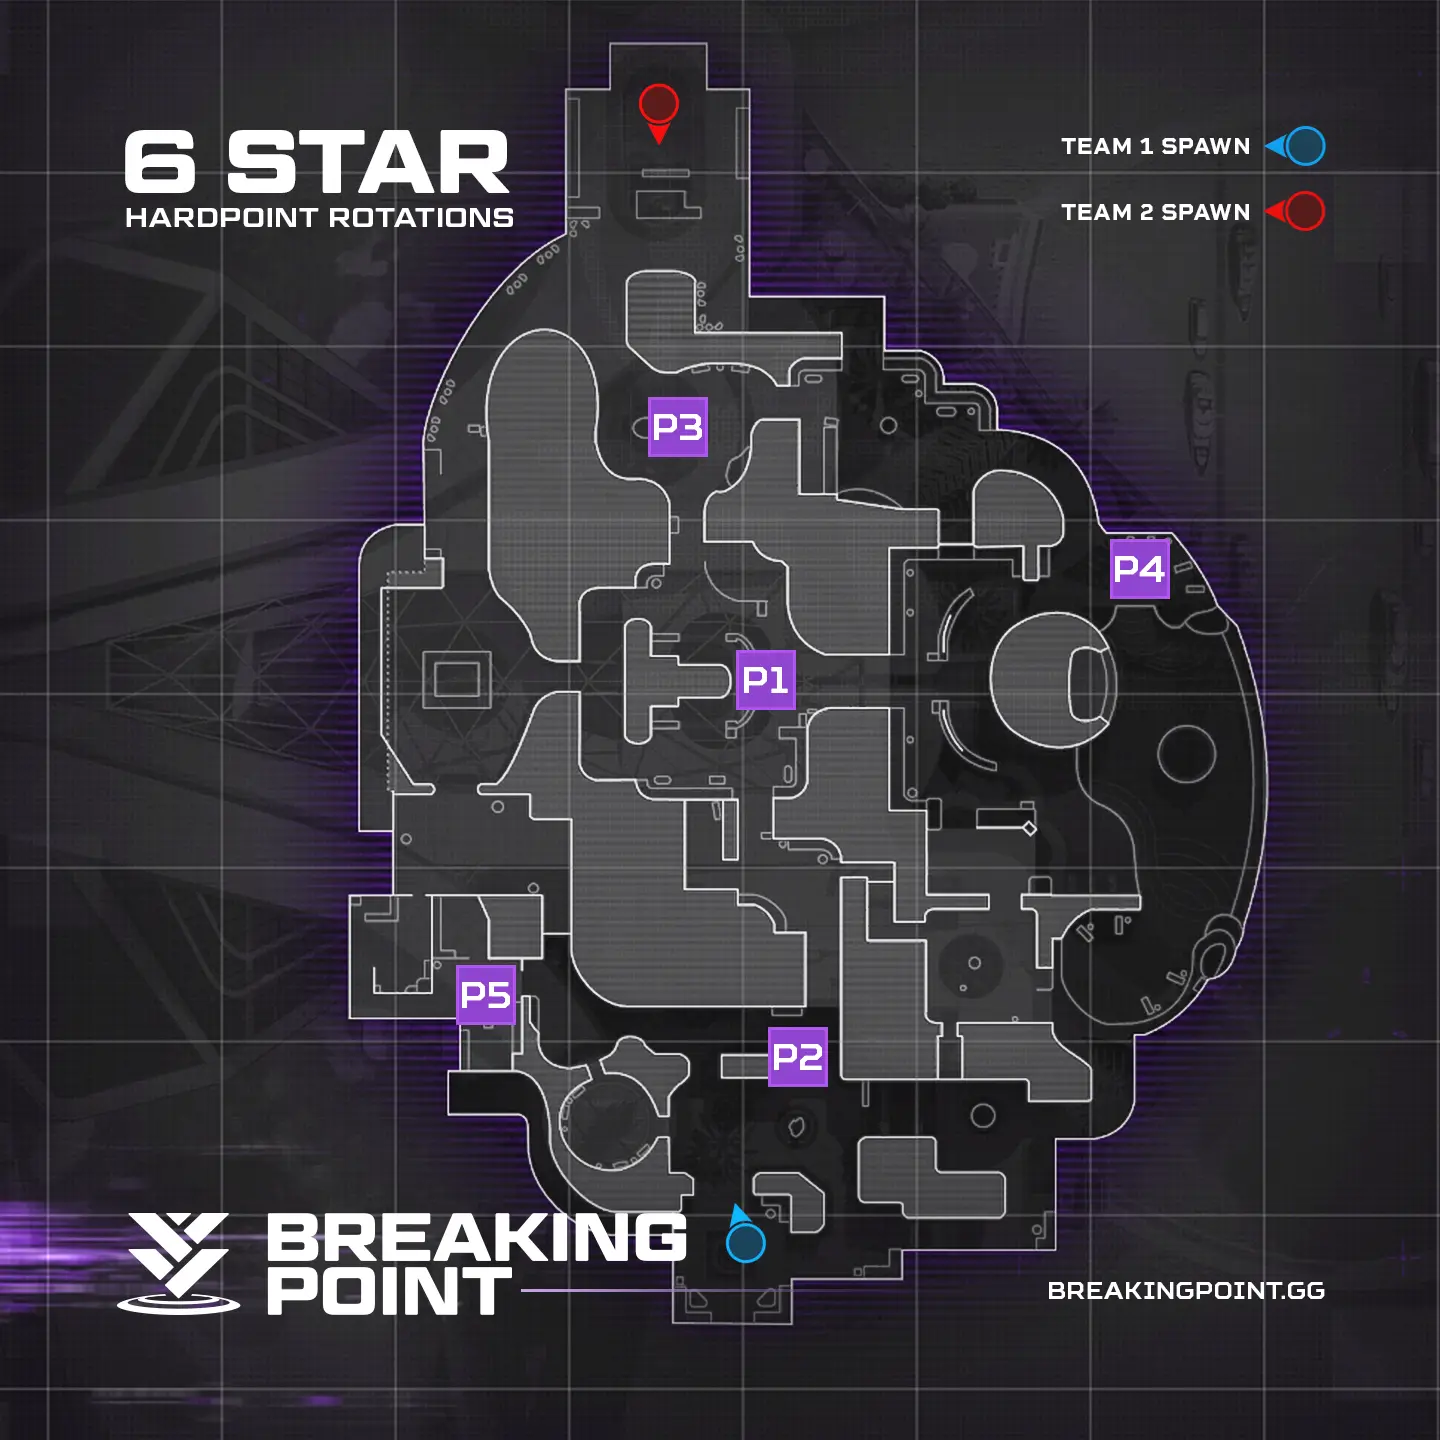 6 STAR
HARDPOINT ROTATIONS
TEAM 1 SPAWN
TEAM 2 SPAWN
P3
P4
P1
P5
P2
BREAKING
POINT
BREAKINGPOINT.GG